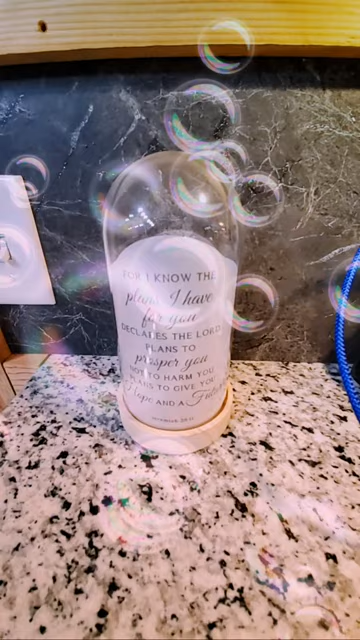 FOR I KNOW THE
plans I have
for you
DECLARES THE LORD
PLANS TO
prosper you
NOT TO HARM YOU
PLANS TO GIVE YOU
Hope AND A Future